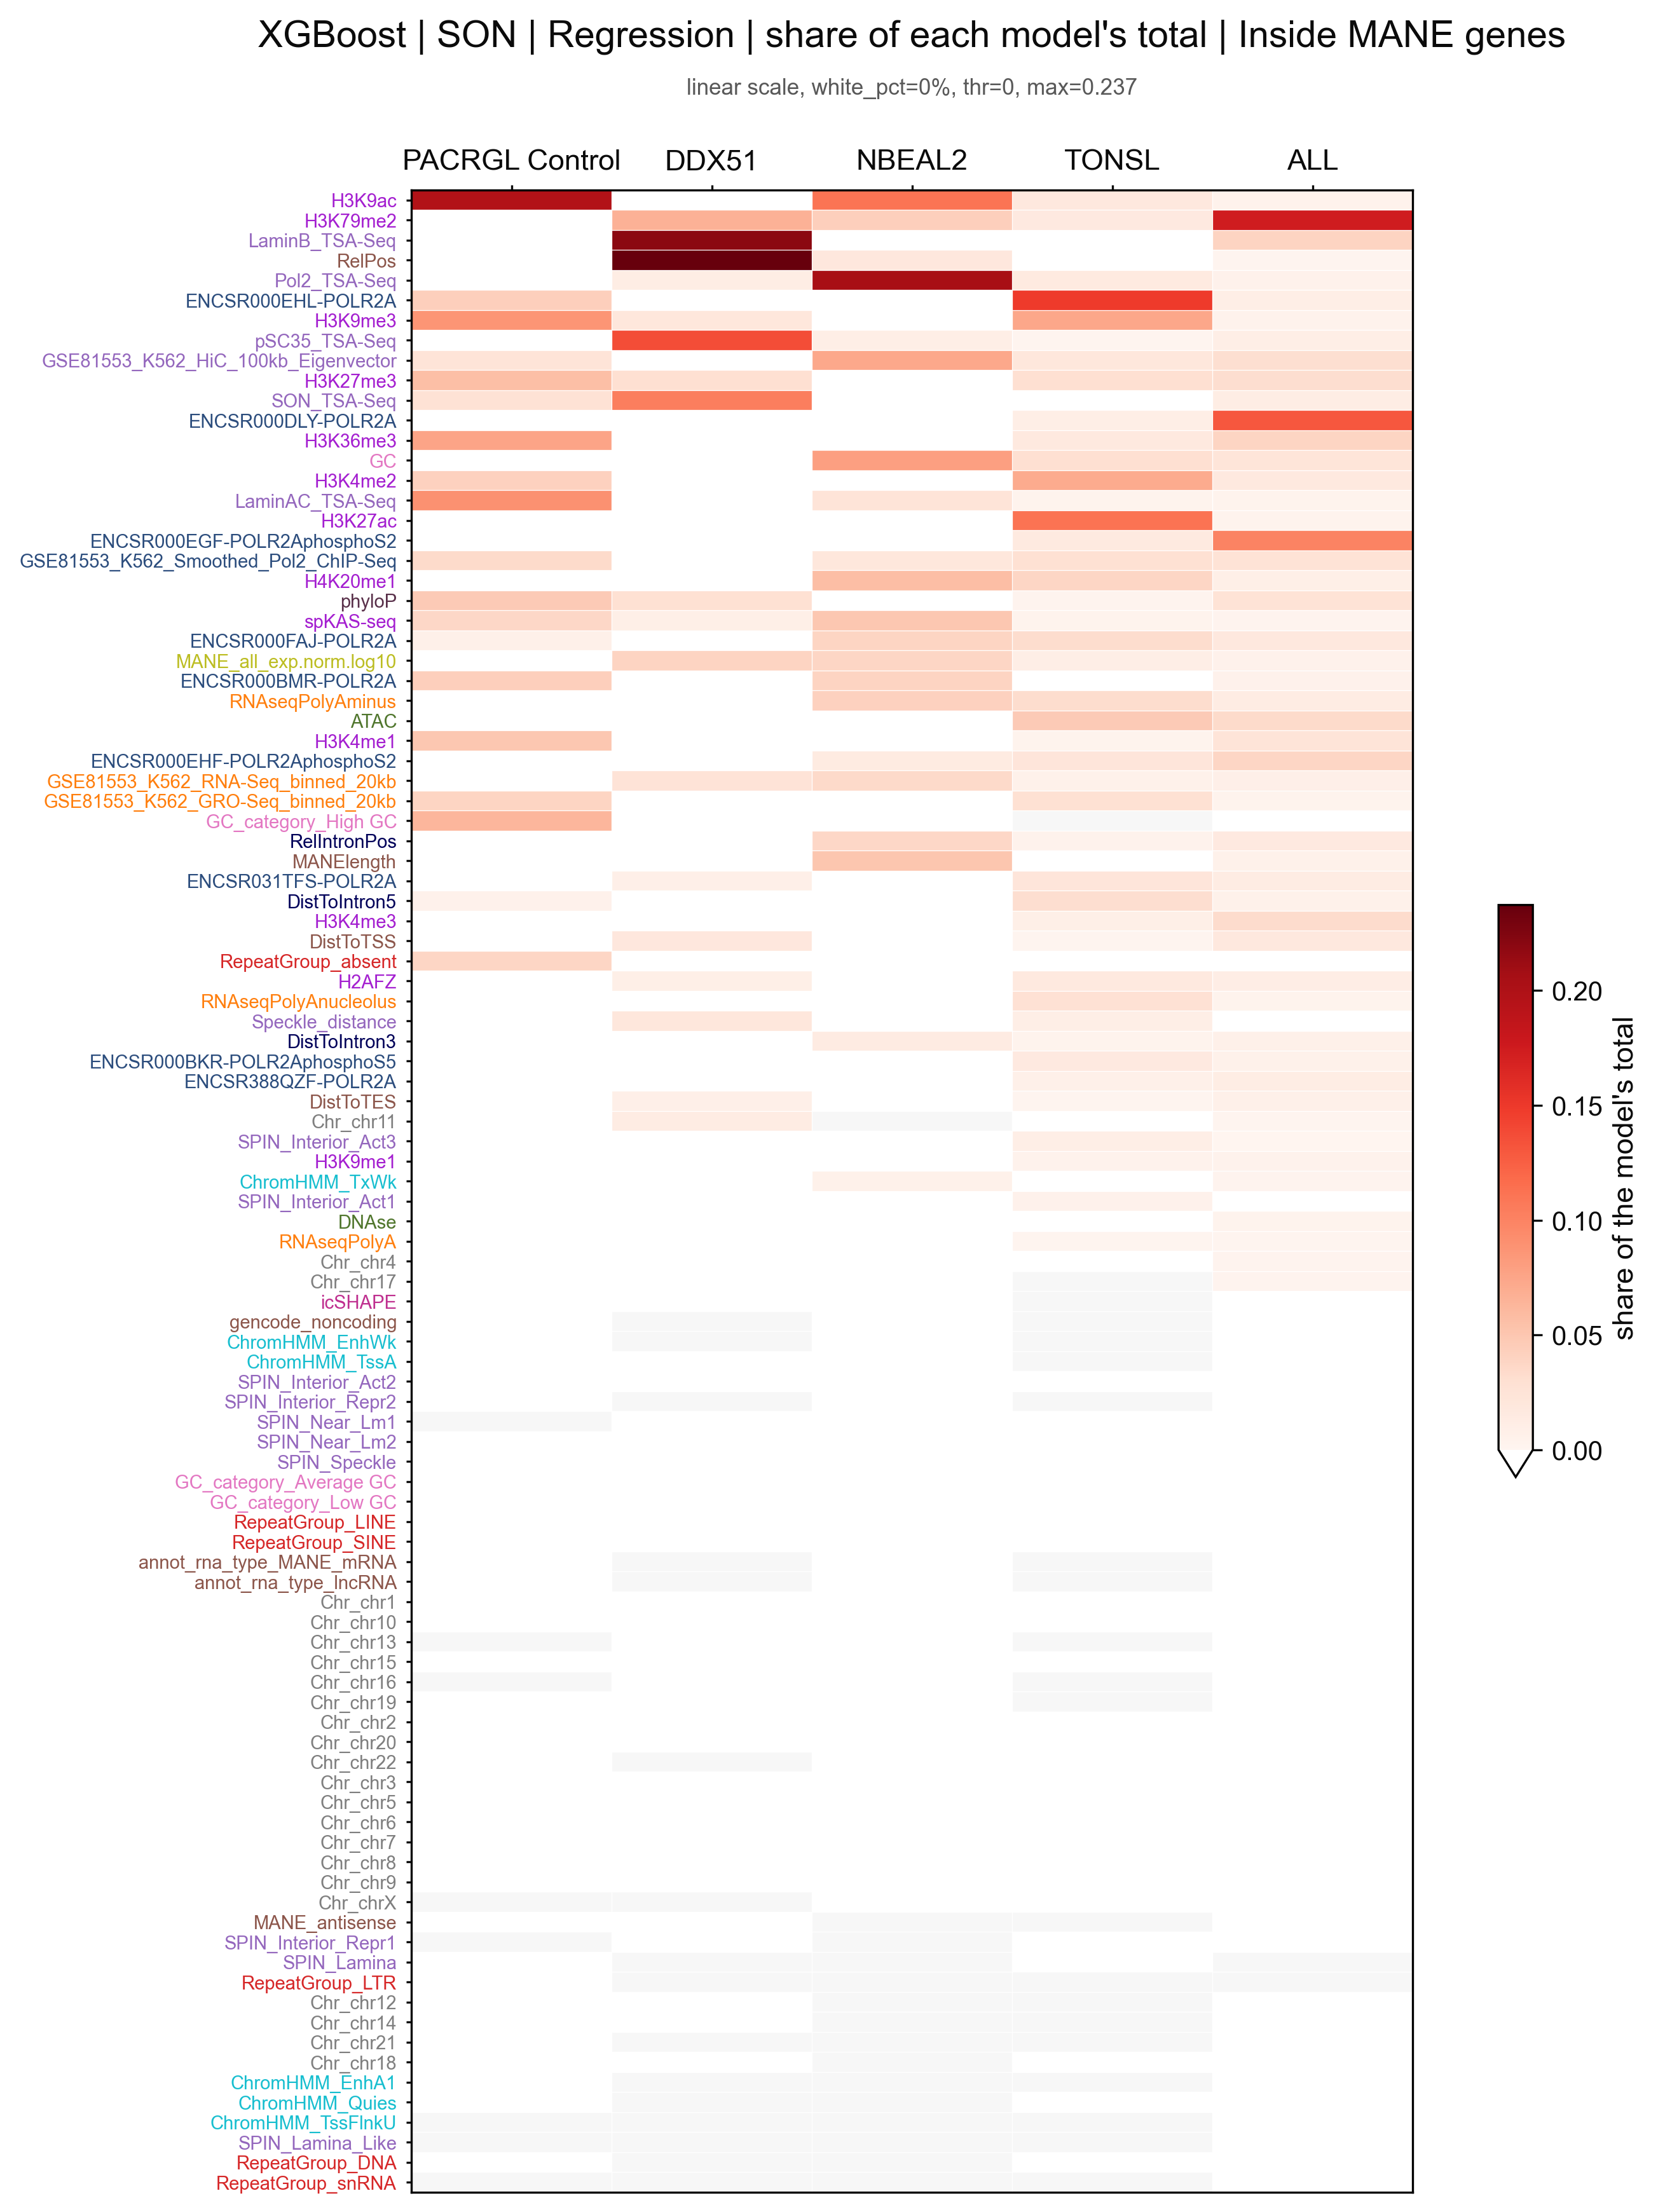 XGBoost | SON | Regression | share of each model's total | Inside MANE genes
linear scale, white_pct=0%, thr=0, max=0.237
PACRGL Control DDX51 NBEAL2 TONSL ALL
H3K9ac
H3K79me2
LaminB_TSA-Seq
RelPos
Pol2_TSA-Seq
ENCSR000EHL-POLR2A
H3K9me3
pSC35_TSA-Seq
GSE81553_K562_HiC_100kb_Eigenvector
H3K27me3
SON_TSA-Seq
ENCSR000DLY-POLR2A
H3K36me3
GC
H3K4me2
LaminAC_TSA-Seq
H3K27ac
ENCSR000EGF-POLR2AphosphoS2
GSE81553_K562_Smoothed_Pol2_ChIP-Seq
H4K20me1
phyloP
spKAS-seq
ENCSR000FAJ-POLR2A
MANE_all_exp.norm.log10
ENCSR000BMR-POLR2A
RNAseqPolyAminus
ATAC
H3K4me1
ENCSR000EHF-POLR2AphosphoS2
GSE81553_K562_RNA-Seq_binned_20kb
GSE81553_K562_GRO-Seq_binned_20kb
GC_category_High GC
RelIntronPos
MANElength
ENCSR031TFS-POLR2A
DistToIntron5
H3K4me3
DistToTSS
RepeatGroup_absent
H2AFZ
RNAseqPolyAnucleolus
Speckle_distance
DistToIntron3
ENCSR000BKR-POLR2AphosphoS5
ENCSR388QZF-POLR2A
DistToTES
Chr_chr11
SPIN_Interior_Act3
H3K9me1
ChromHMM_TxWk
SPIN_Interior_Act1
DNAse
RNAseqPolyA
Chr_chr4
Chr_chr17
icSHAPE
gencode_noncoding
ChromHMM_EnhWk
ChromHMM_TssA
SPIN_Interior_Act2
SPIN_Interior_Repr2
SPIN_Near_Lm1
SPIN_Near_Lm2
SPIN_Speckle
GC_category_Average GC
GC_category_Low GC
RepeatGroup_LINE
RepeatGroup_SINE
annot_rna_type_MANE_mRNA
annot_rna_type_lncRNA
Chr_chr1
Chr_chr10
Chr_chr13
Chr_chr15
Chr_chr16
Chr_chr19
Chr_chr2
Chr_chr20
Chr_chr22
Chr_chr3
Chr_chr5
Chr_chr6
Chr_chr7
Chr_chr8
Chr_chr9
Chr_chrX
MANE_antisense
SPIN_Interior_Repr1
SPIN_Lamina
RepeatGroup_LTR
Chr_chr12
Chr_chr14
Chr_chr21
Chr_chr18
ChromHMM_EnhA1
ChromHMM_Quies
ChromHMM_TssFlnkU
SPIN_Lamina_Like
RepeatGroup_DNA
RepeatGroup_snRNA
0.20
0.15
0.10
0.05
0.00
share of the model's total